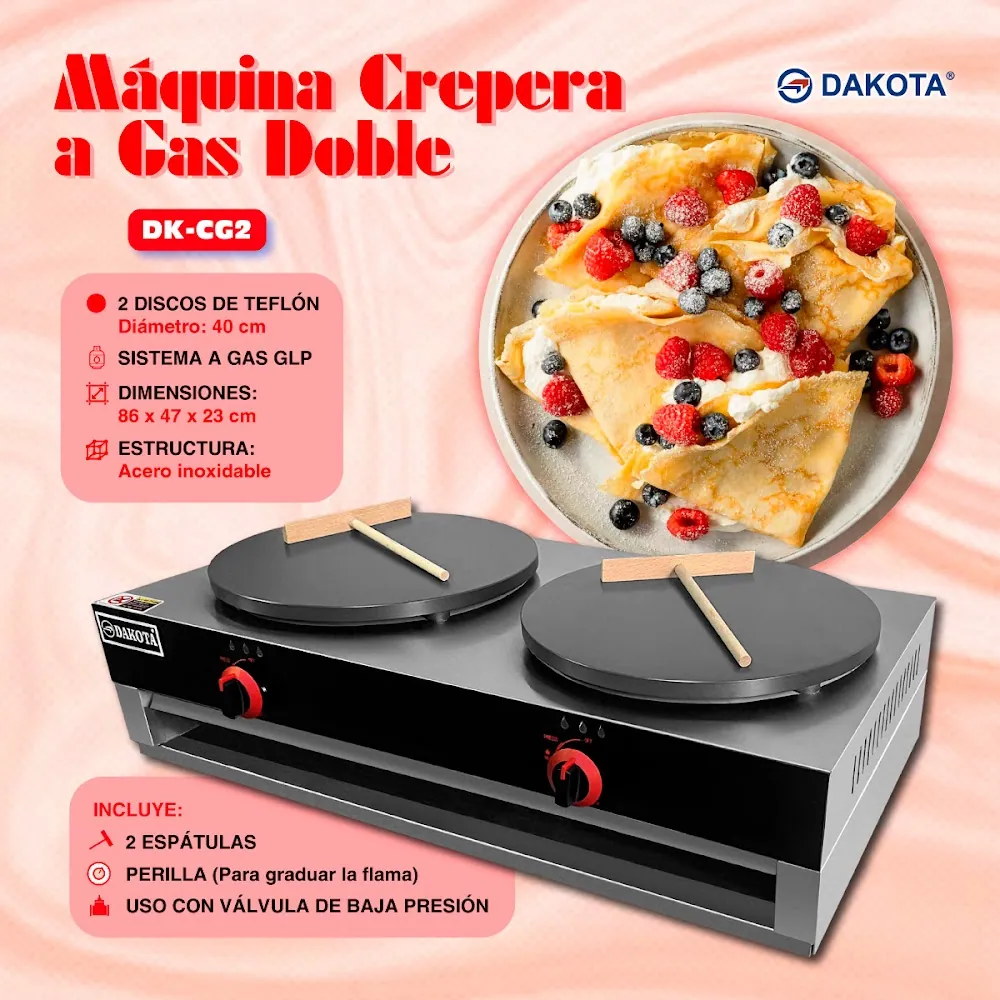 Máquina Crepera
a Gas Doble
DAKOTA®
DK-CG2
2 DISCOS DE TEFLÓN
Diámetro: 40 cm
SISTEMA A GAS GLP
DIMENSIONES:
86 x 47 x 23 cm
ESTRUCTURA:
Acero inoxidable
DAKOTA
INCLUYE:
2 ESPÁTULAS
PERILLA (Para graduar la flama)
USO CON VÁLVULA DE BAJA PRESIÓN